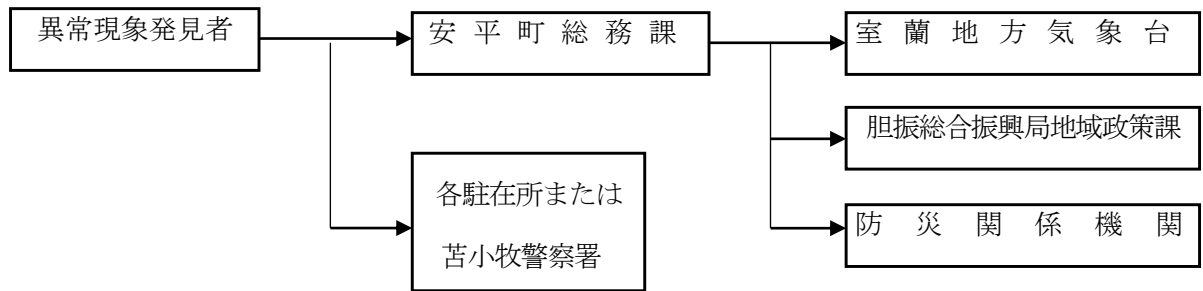 異常現象発見者
安平町総務課
室蘭地方気象台
胆振総合振興局地域政策課
各駐在所または
苫小牧警察署
防災関係機関